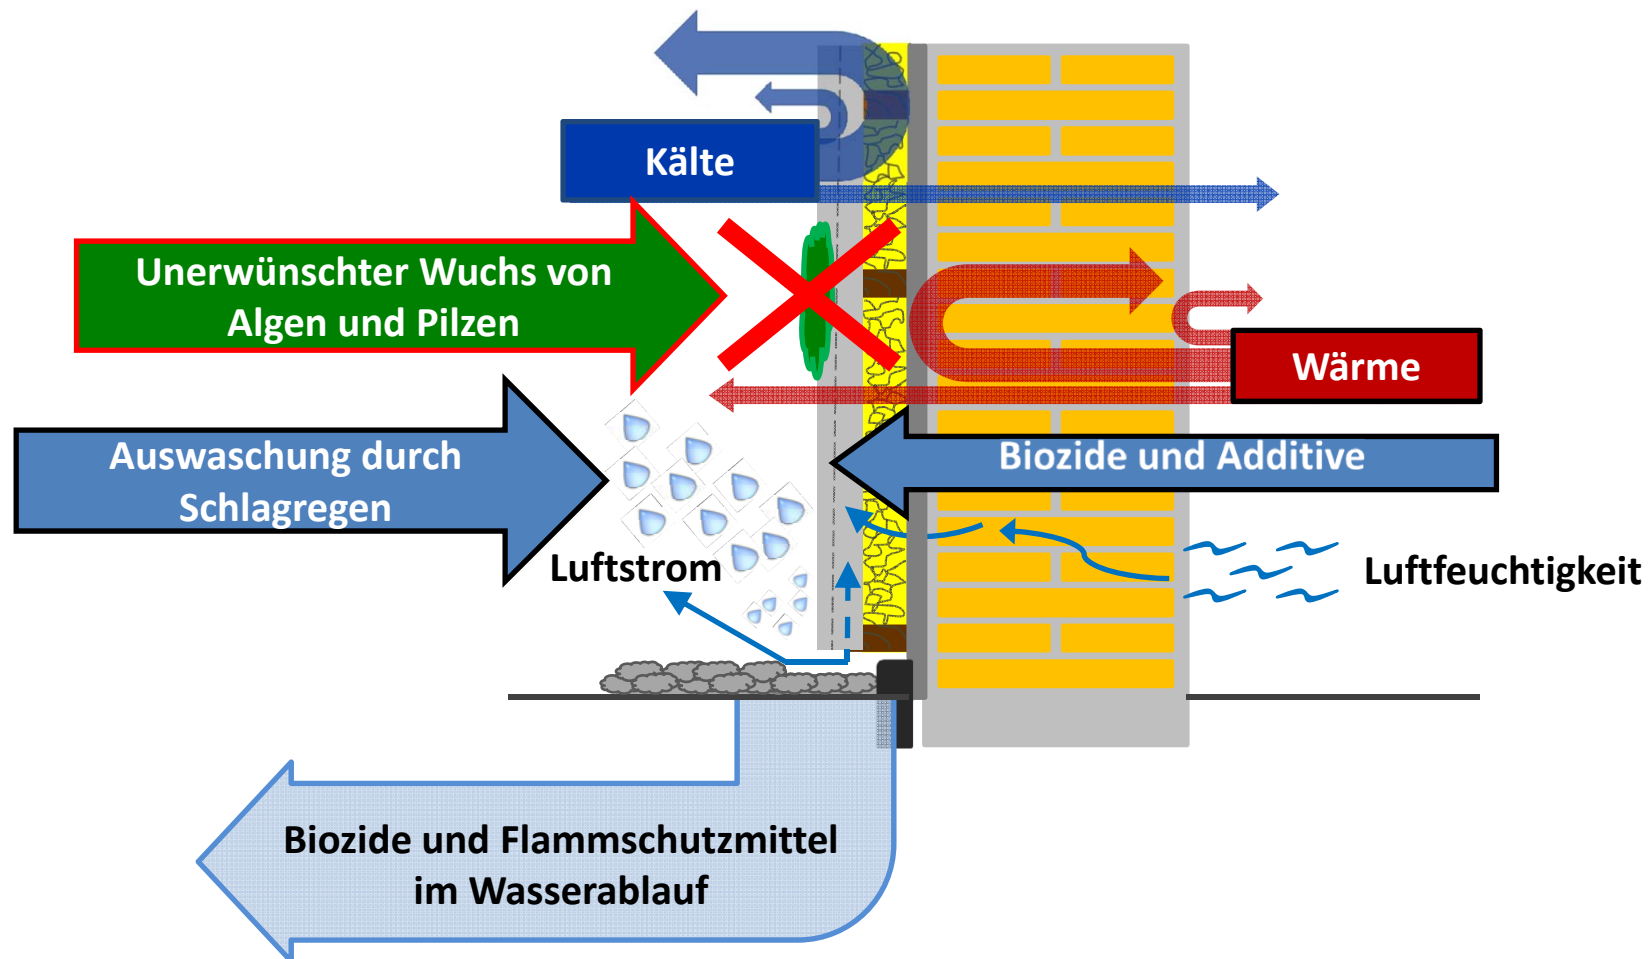 Kälte
Unerwünschter Wuchs von
Algen und Pilzen
Wärme
Auswaschung durch
Schlagregen
Biozide und Additive
Luftstrom
Luftfeuchtigkeit
Biozide und Flammschutzmittel
im Wasserablauf